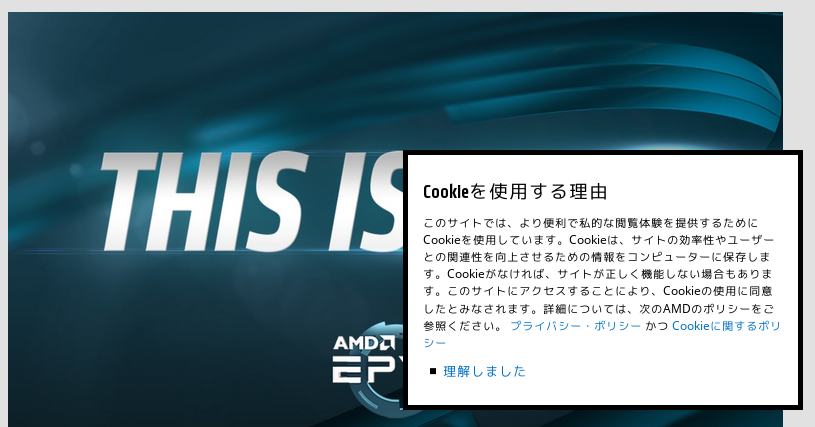 THIS IS
AMD
EPY
Cookieを使用する理由
このサイトでは、より便利で私的な閲覧体験を提供するために
Cookieを使用しています。Cookieは、サイトの効率性やユーザー
との関連性を向上させるための情報をコンピューターに保存しま
す。Cookieがなければ、サイトが正しく機能しない場合もありま
す。このサイトにアクセスすることにより、Cookieの使用に同意
したとみなされます。詳細については、次のAMDのポリシーをご
参照ください。 プライバシー・ポリシー かつ Cookieに関するポリ
シー
理解しました